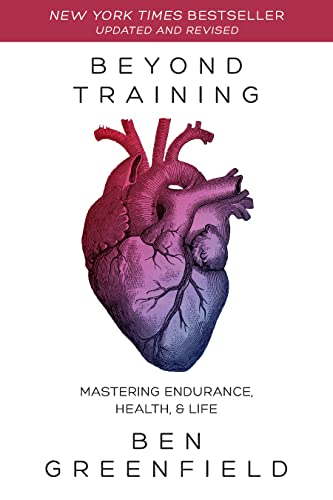 NEW YORK TIMES BESTSELLER
UPDATED AND REVISED
BEYOND
TRAINING
MASTERING ENDURANCE,
HEALTH, & LIFE
BEN
GREENFIELD